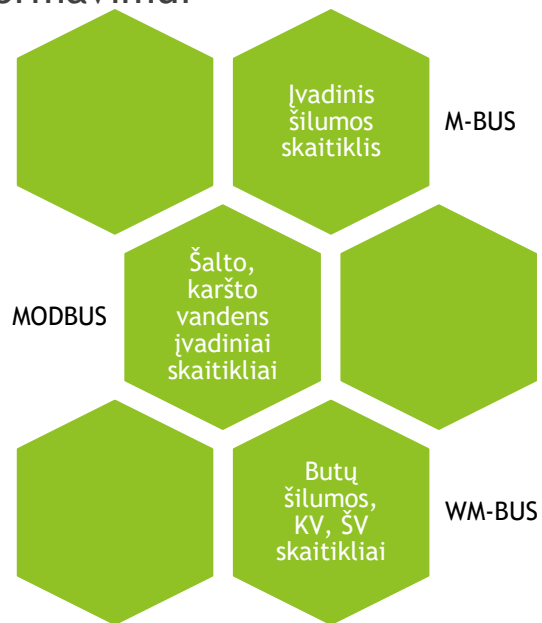 Įvadinis
šilumos
skaitiklis
M-BUS
Šalto,
karšto
vandens
įvadiniai
skaitikliai
MODBUS
Butų
šilumos,
KV, ŠV
skaitikliai
WM-BUS